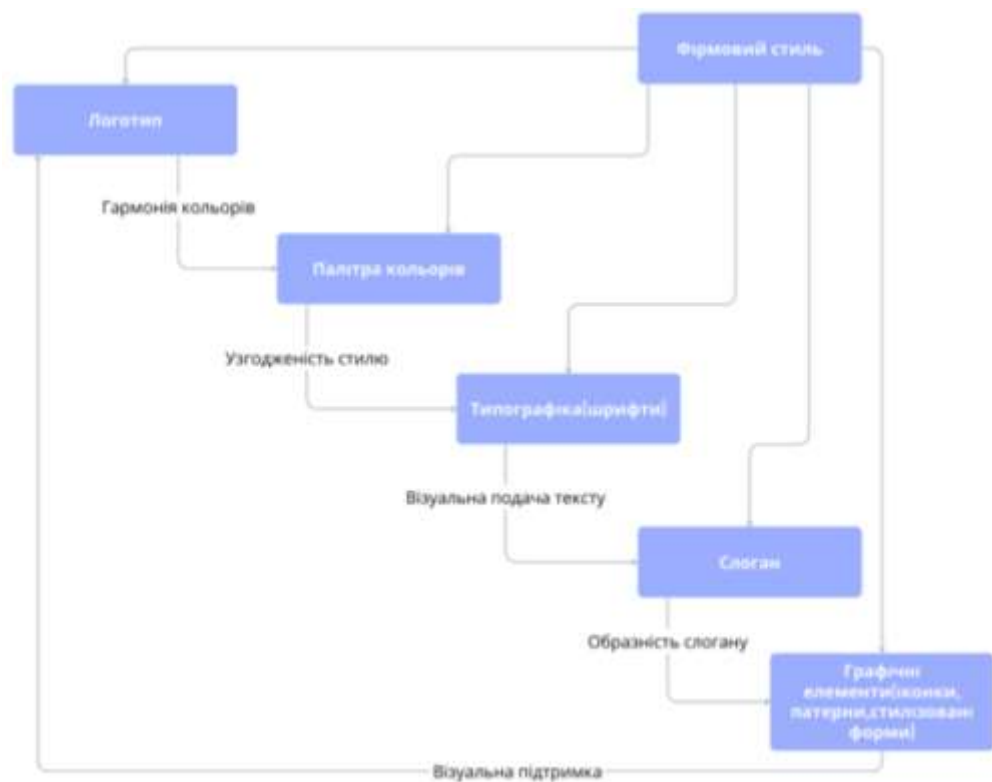 Фірмовий стиль
Логотип
Гармонія кольорів
Палітра кольорів
Узгодженість стилю
Типографіка(шрифти)
Візуальна подача тексту
Слоган
Образність слогану
Графічні
елементи(іконки,
патерни,стилізовані
форми)
Візуальна підтримка